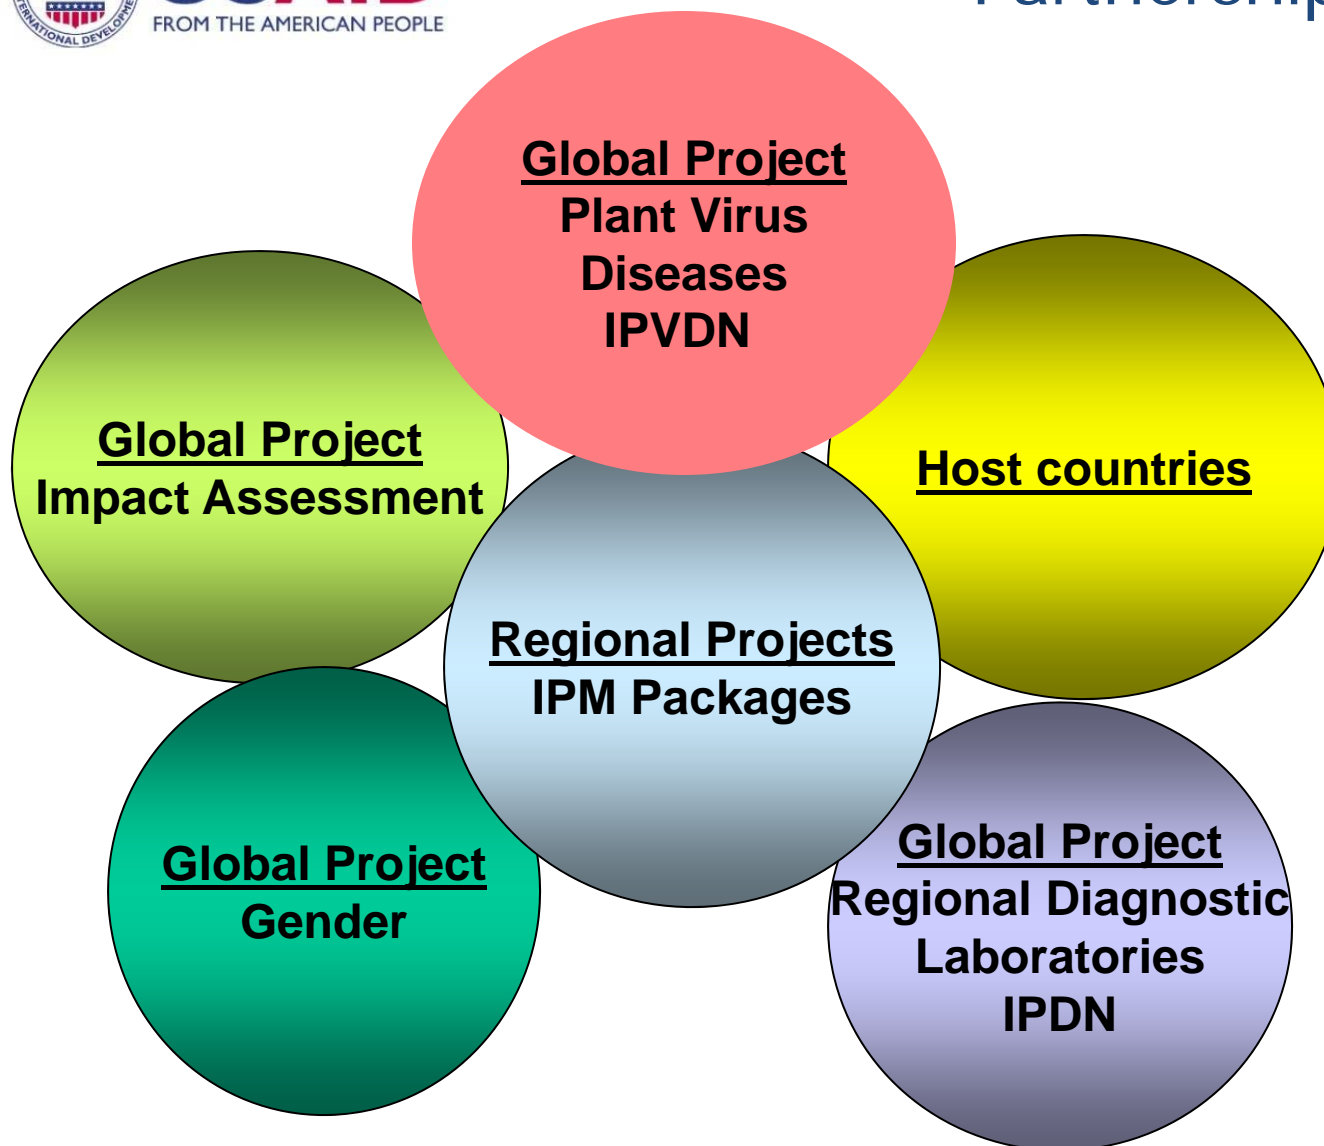 FROM THE AMERICAN PEOPLE
Global Project
Plant Virus
Diseases
IPVDN
Global Project
Impact Assessment
Host countries
Regional Projects
IPM Packages
Global Project
Gender
Global Project
Regional Diagnostic
Laboratories
IPDN